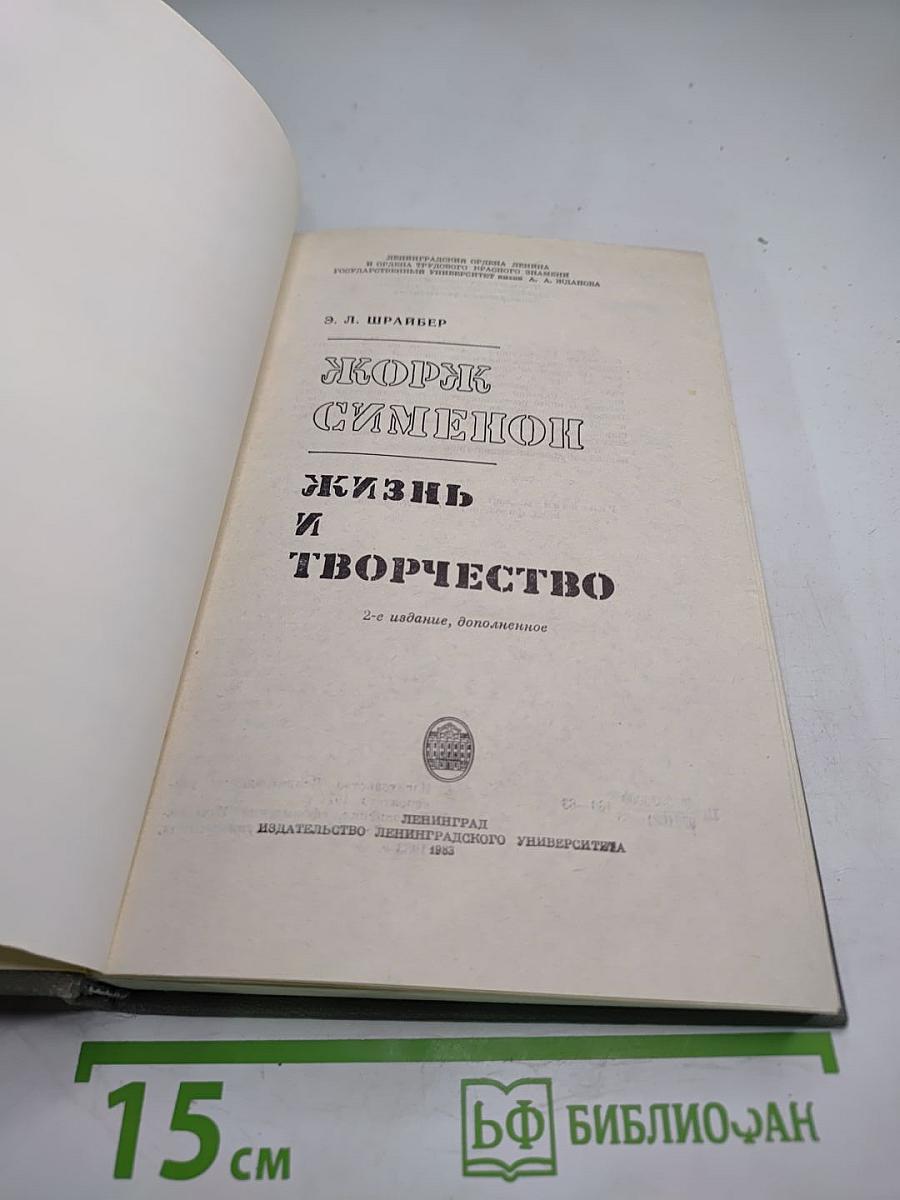 ЛЕНИНГРАДСКИЙ ОРДЕНА ЛЕНИНА
И ОРДЕНА ТРУДОВОГО КРАСНОГО ЗНАМЕНИ
ГОСУДАРСТВЕННЫЙ УНИВЕРСИТЕТ имени А. А. ЖДАНОВА
Э. Л. ШРАЙБЕР
ЖОРЖ
СИМЕНОН
ЖИЗНЬ
И
ТВОРЧЕСТВО
2-е издание, дополненное
ЛЕНИНГРАД
ИЗДАТЕЛЬСТВО ЛЕНИНГРАДСКОГО УНИВЕРСИТЕТА
1983
15 см
БФ БИБЛИОФАН